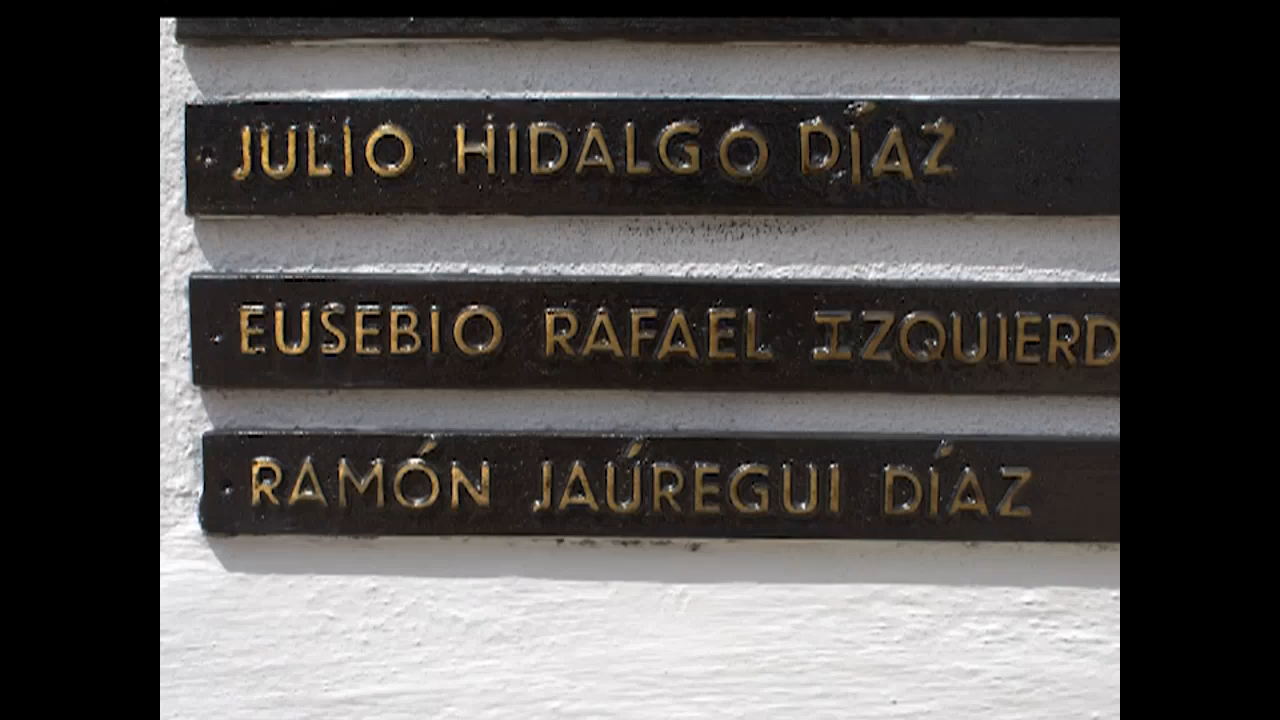 JULIO HIDALGO DÍAZ
EUSEBIO RAFAEL IZQUIERD
RAMÓN JAÚREGUI DÍAZ